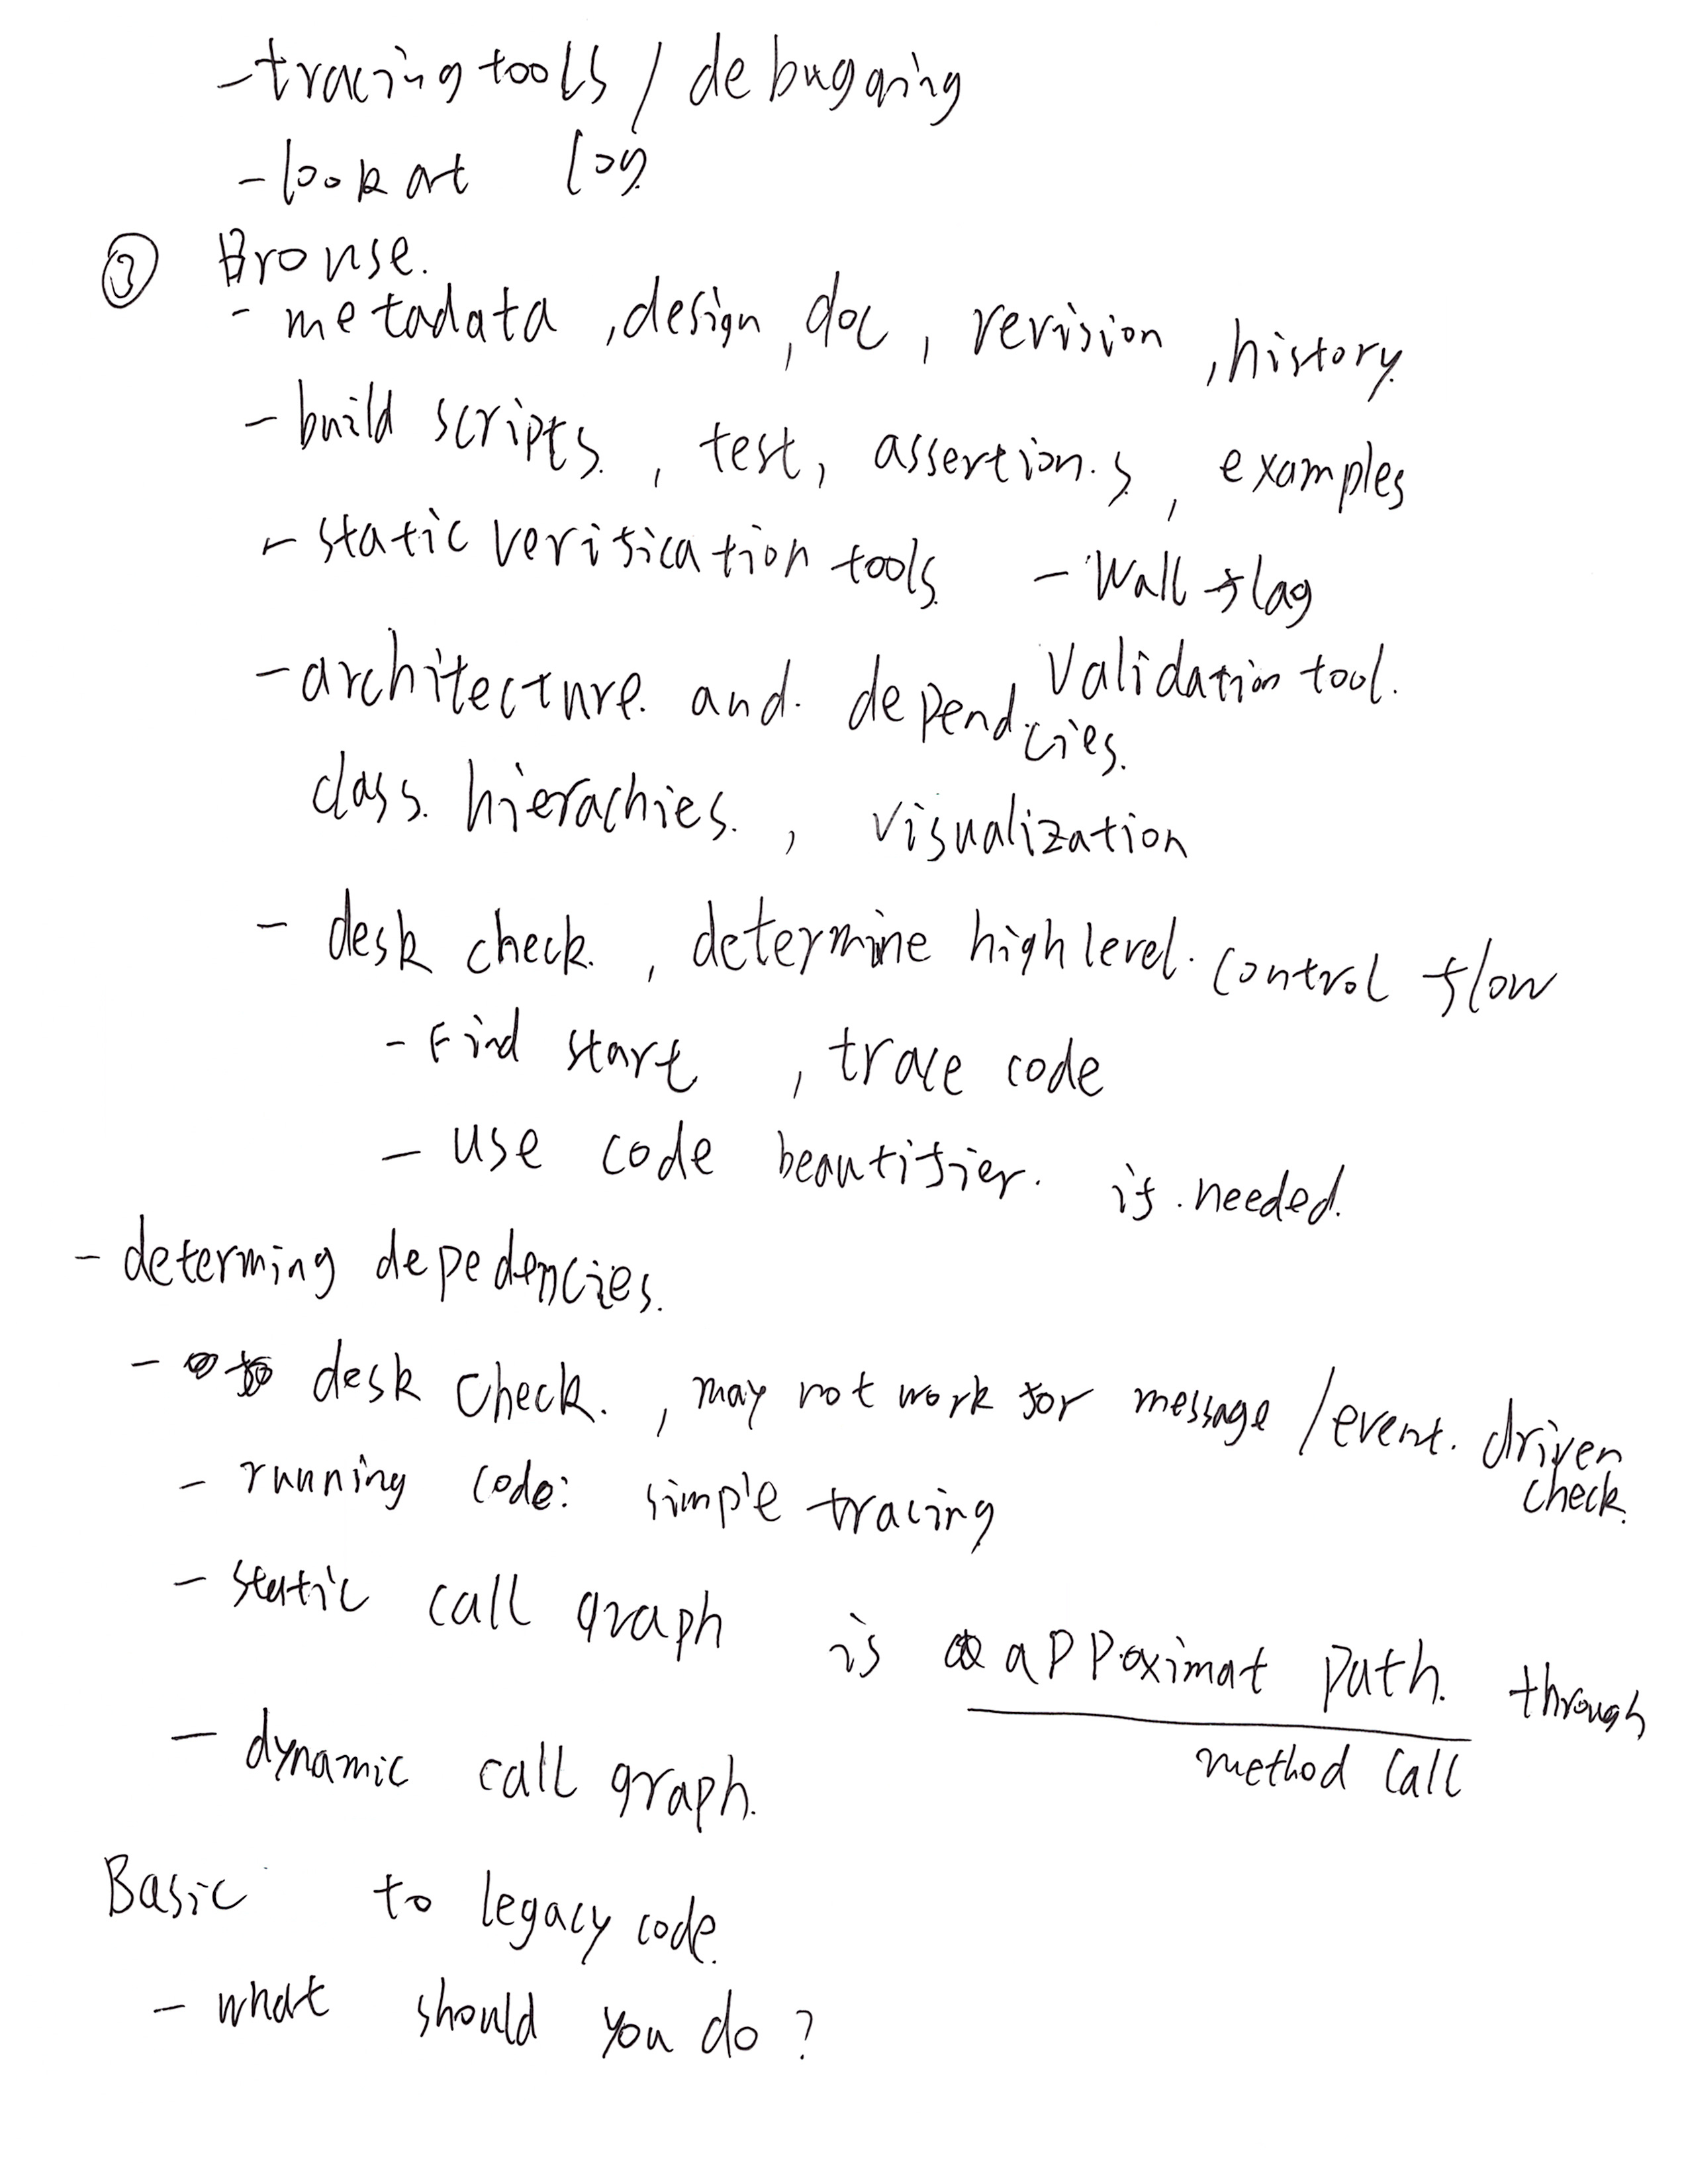 - tracing tools / debugging
- look at log
③ Browse.
- metadata , design , doc , revision , history.
- build scripts. , test, assertions , examples
- static verification tools. - Wall flag
validation tool.
- architecture. and. dependcies.
class. hierachies. , visualization
- desk check. , determine high level. control flow
- Find start , trace code
- use code beautifier. if. needed.
- determing depedencies.
- desk check. , may not work for message / event. driven
check.
- running code: simple tracing
- static call graph is appoximat path. through
method call
- dynamic call graph.
Basic to legacy code.
- what should you do ?